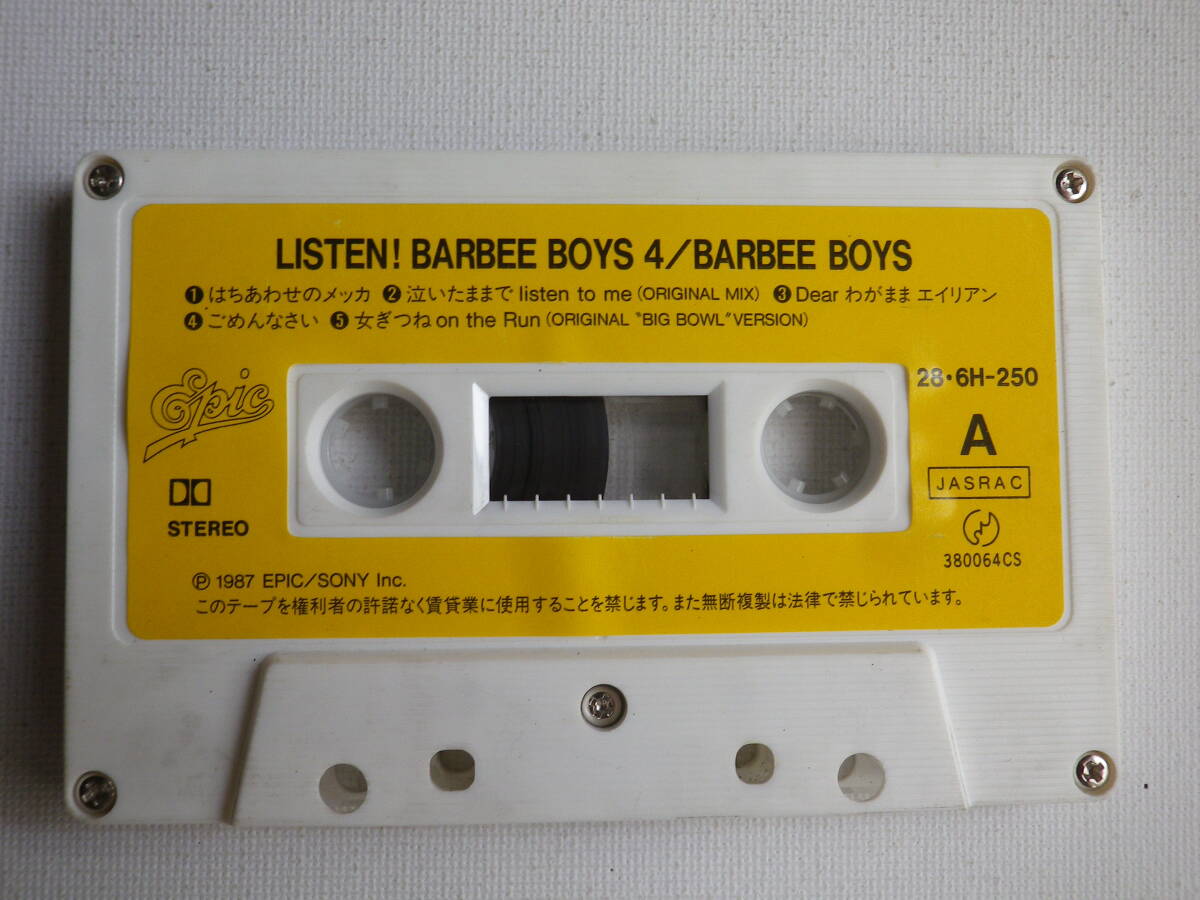 LISTEN! BARBEE BOYS 4/BARBEE BOYS
❶はちあわせのメッカ ❷泣いたままで listen to me (ORIGINAL MIX) ❸Dear わがまま エイリアン
❹ごめんなさい ❺女ぎつね on the Run (ORIGINAL “BIG BOWL” VERSION)
Epic
28・6H-250
A
JASRAC
STEREO
380064CS
Ⓟ 1987 EPIC/SONY Inc.
このテープを権利者の許諾なく賃貸業に使用することを禁じます。また無断複製は法律で禁じられています。